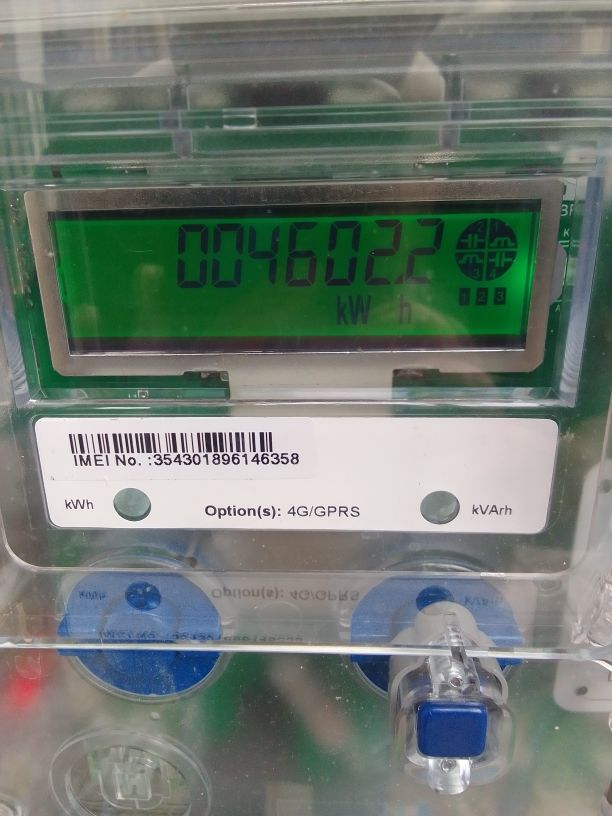 004602.2
kW h
1 2 3
IMEI No. :354301896146358
kWh
Option(s): 4G/GPRS
kVArh